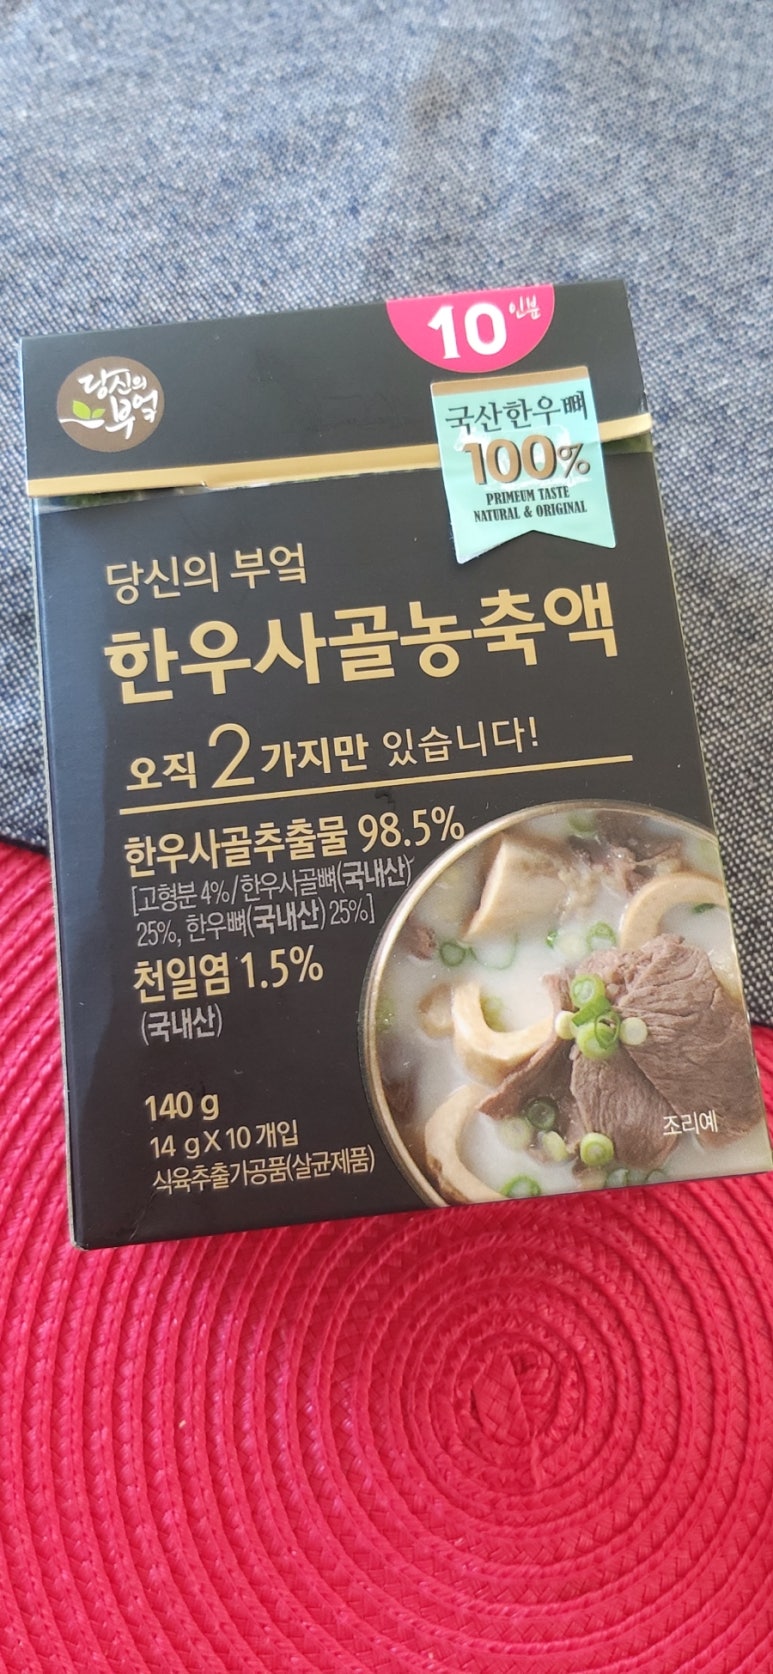 10인분
당신의
부엌
국산한우뼈
100%
PRIMEUM TASTE
NATURAL & ORIGINAL
당신의 부엌
한우사골농축액
오직 2가지만 있습니다!
한우사골추출물 98.5%
[고형분 4%/한우사골뼈(국내산)
25%, 한우뼈(국내산) 25%]
천일염 1.5%
(국내산)
140 g
14 g X 10개입
식육추출가공품(살균제품)
조리예